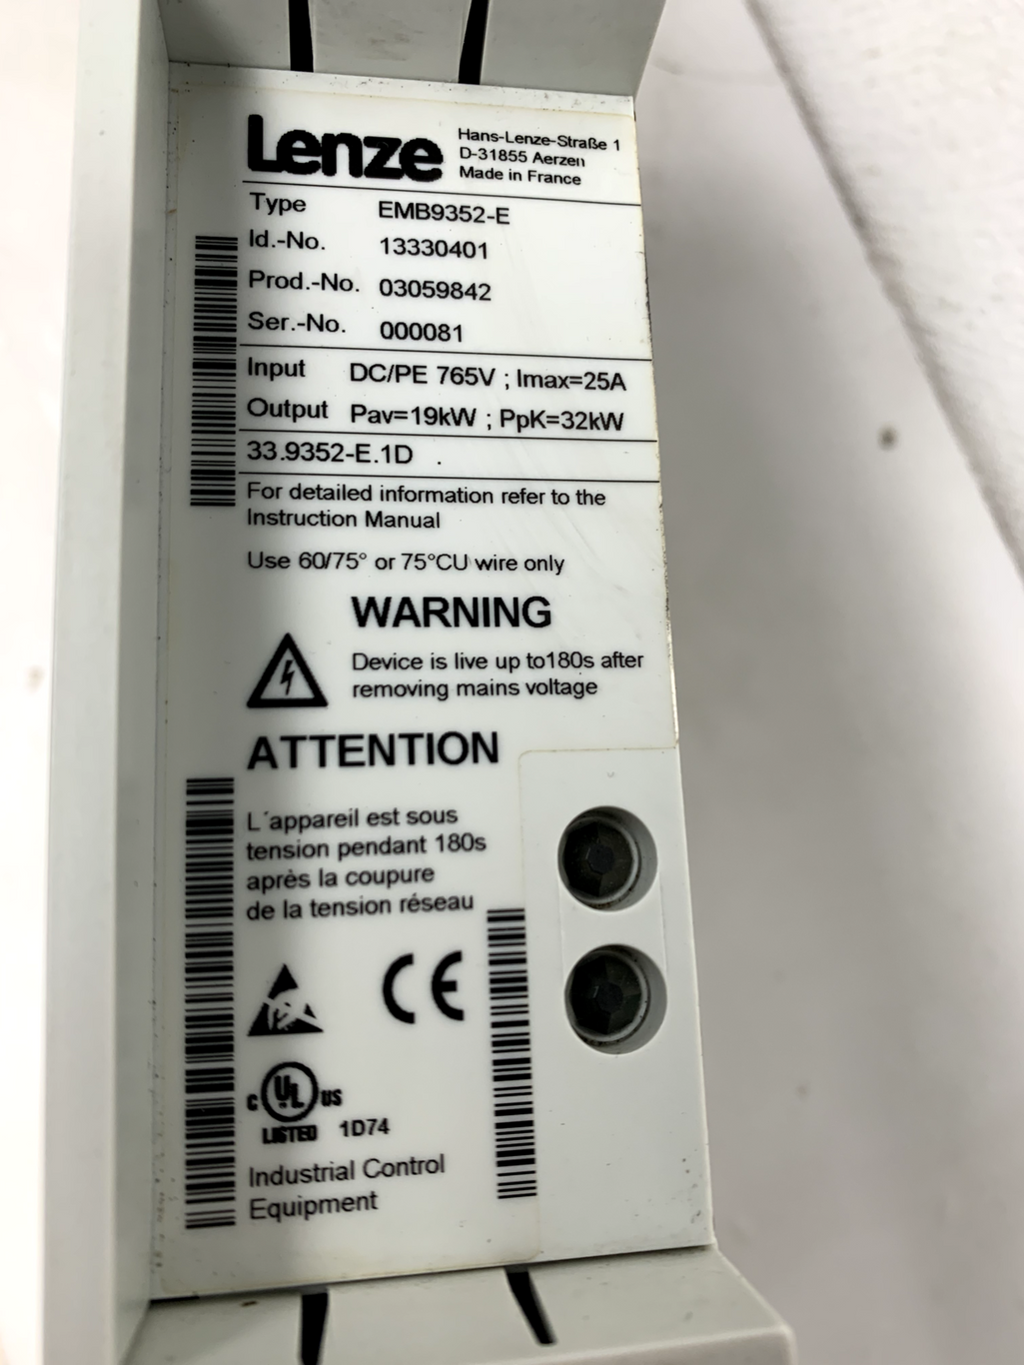 Lenze
Hans-Lenze-Straße 1
D-31855 Aerzen
Made in France
Type EMB9352-E
Id.-No. 13330401
Prod.-No. 03059842
Ser.-No. 000081
Input DC/PE 765V ; Imax=25A
Output Pav=19kW ; PpK=32kW
33.9352-E.1D .
For detailed information refer to the
Instruction Manual
Use 60/75° or 75°CU wire only
WARNING
Device is live up to180s after
removing mains voltage
ATTENTION
L´appareil est sous
tension pendant 180s
après la coupure
de la tension réseau
CE
c UL us
LISTED 1D74
Industrial Control
Equipment